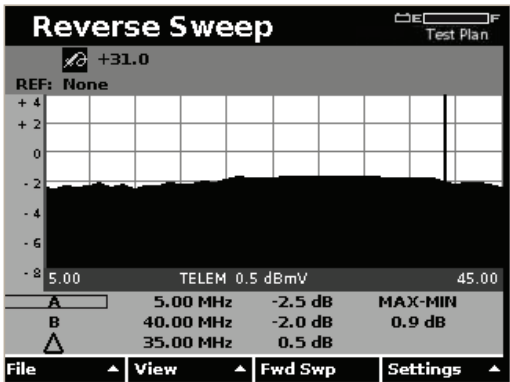 Reverse Sweep
E F
Test Plan
+31.0
REF: None
+ 4
+ 2
0
- 2
- 4
- 6
- 8
5.00 TELEM 0.5 dBmV 45.00
A 5.00 MHz -2.5 dB MAX-MIN
B 40.00 MHz -2.0 dB 0.9 dB
Δ 35.00 MHz 0.5 dB
File View Fwd Swp Settings